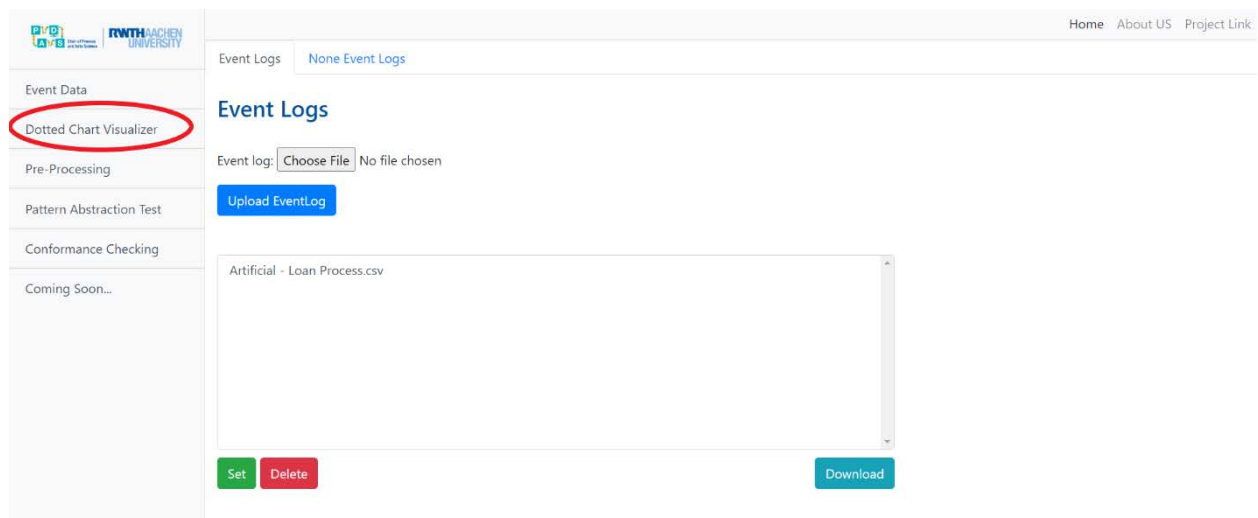 PD
AS
RWTHAACHEN
UNIVERSITY
Home About US Project Link
Event Logs None Event Logs
Event Data
Dotted Chart Visualizer
Pre-Processing
Pattern Abstraction Test
Conformance Checking
Coming Soon...
Event Logs
Event log: Choose File No file chosen
Upload EventLog
Artificial - Loan Process.csv
Set Delete Download